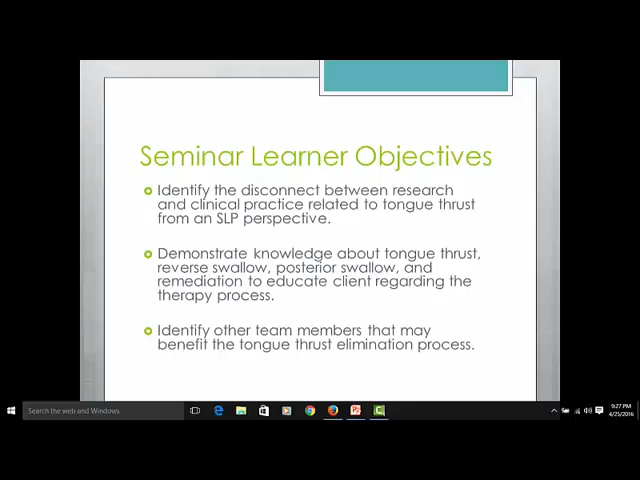 Seminar Learner Objectives
Identify the disconnect between research
and clinical practice related to tongue thrust
from an SLP perspective.
Demonstrate knowledge about tongue thrust,
reverse swallow, posterior swallow, and
remediation to educate client regarding the
therapy process.
Identify other team members that may
benefit the tongue thrust elimination process.
Search the web and Windows
9:27 PM
4/25/2016